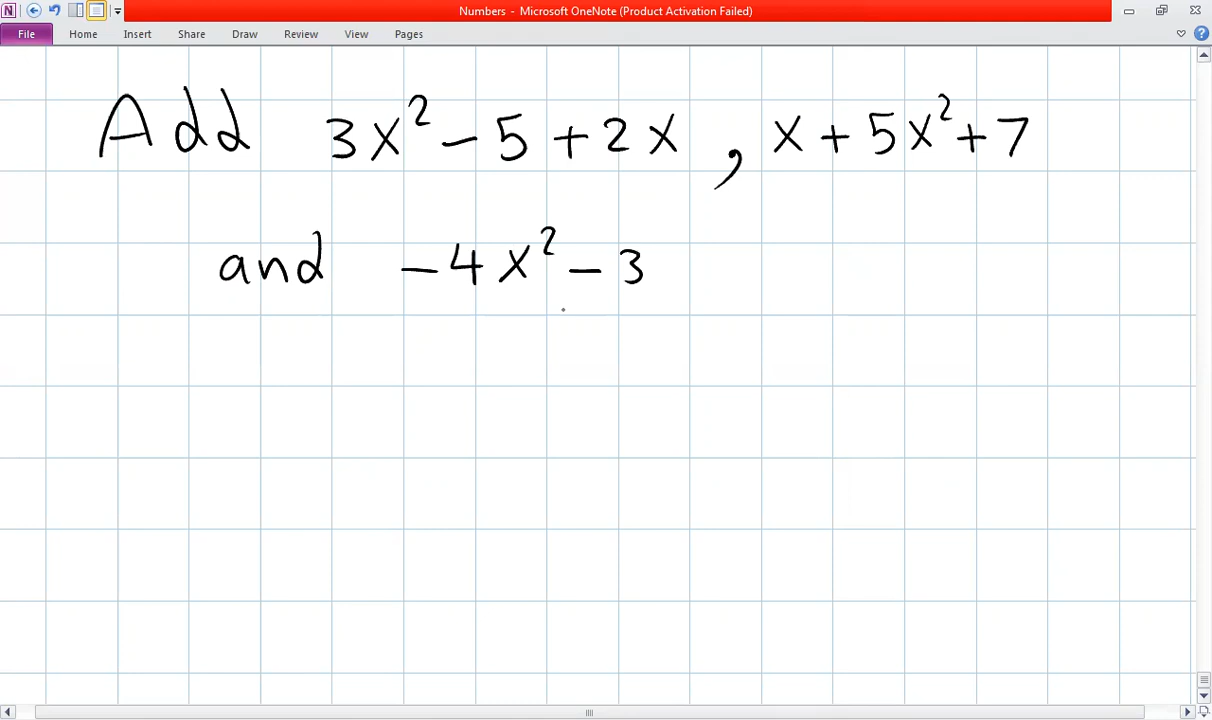 Numbers - Microsoft OneNote (Product Activation Failed)
File Home Insert Share Draw Review View Pages
Add 3x² - 5 + 2x , x + 5x² + 7
and -4x² - 3